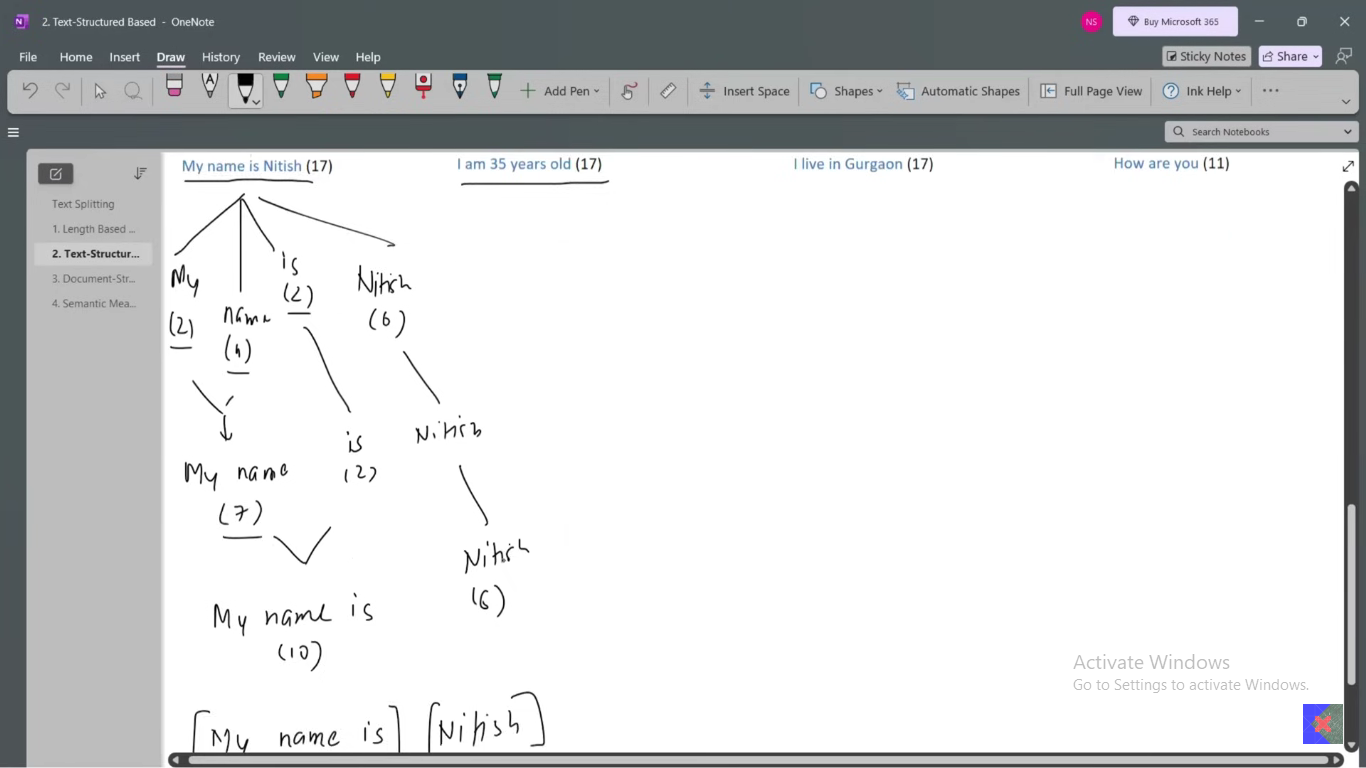 2. Text-Structured Based - OneNote
NS
Buy Microsoft 365
File Home Insert Draw History Review View Help
Sticky Notes
Share
Add Pen
Insert Space
Shapes
Automatic Shapes
Full Page View
Ink Help
Search Notebooks
Text Splitting
1. Length Based ...
2. Text-Structur...
3. Document-Str...
4. Semantic Mea...
My name is Nitish (17)
I am 35 years old (17)
I live in Gurgaon (17)
How are you (11)
My
(2)
name
(4)
is
(2)
Nitish
(6)
My name
(7)
is
(2)
Nitish
My name is
(10)
Nitish
(6)
[My name is] [Nitish]
Activate Windows
Go to Settings to activate Windows.